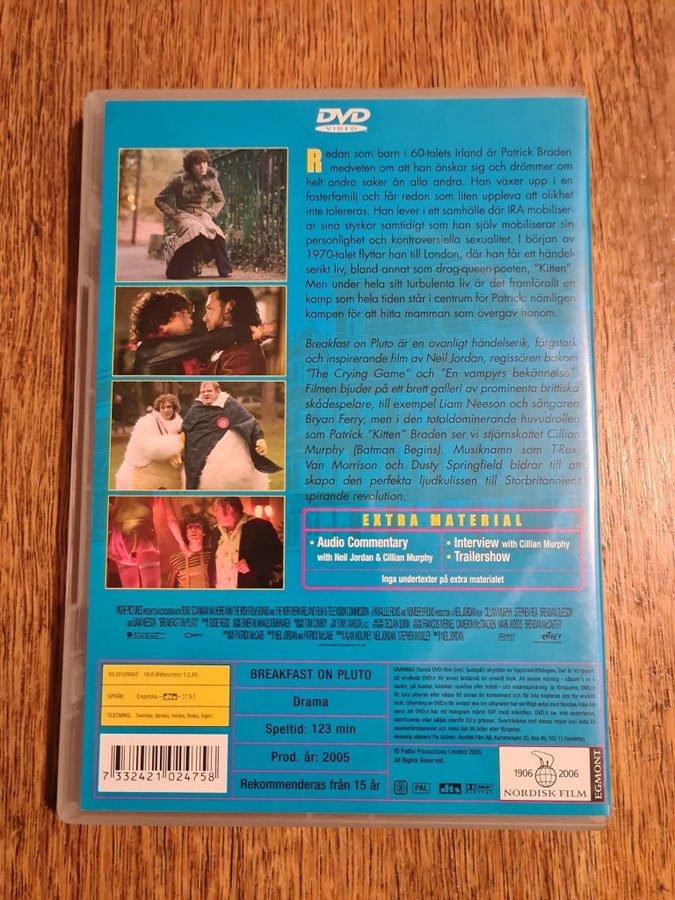 DVD
VIDEO
Redan som barn i 60-talets Irland är Patrick Braden
medveten om att han önskar sig och drömmer om
helt andra saker än alla andra. Han växer upp i en
fosterfamilj och får redan som liten uppleva att olikhet
inte tolereras. Han lever i ett samhälle där IRA mobiliser-
ar sina styrkor samtidigt som han själv mobiliserar sin
personlighet och kontroversiella sexualitet. I början av
1970-talet flyttar han till London, där han får ett händel-
serikt liv, bland annat som drag-queen-poeten, "Kitten".
Men under hela sitt turbulenta liv är det framförallt en
kamp som hela tiden står i centrum för Patrick: nämligen
kampen för att hitta mamman som övergav honom.
Breakfast on Pluto är en ovanligt händelserik, färgstark
och inspirerande film av Neil Jordan, regissören bakom
"The Crying Game" och "En vampyrs bekännelse".
Filmen bjuder på ett brett galleri av prominenta brittiska
skådespelare, till exempel Liam Neeson och sångaren
Bryan Ferry, men i den totaldominerande huvudrollen
som Patrick "Kitten" Braden ser vi stjärnskottet Cillian
Murphy (Batman Begins). Musiknamn som T-Rex,
Van Morrison och Dusty Springfield bidrar till att
skapa den perfekta ljudkulissen till Storbritanniens
spirande revolution.
EXTRA MATERIAL
• Audio Commentary
with Neil Jordan & Cillian Murphy
• Interview with Cillian Murphy
• Trailershow
Inga undertexter på extra materialet
BILDFORMAT: 16:9 Widescreen 1:2.35
SPRÅK: Engelska - dts - 5.1
TEXTNING: Svenska, danska, norska, finska, ingen.
7 332421 024758
BREAKFAST ON PLUTO
Drama
Speltid: 123 min
Prod. år: 2005
Rekommenderas från 15 år
© Pathe Productions Limited 2005.
All Rights Reserved.
2 PAL dts DOLBY DIGITAL
1906 2006
NORDISK FILM
EGMONT